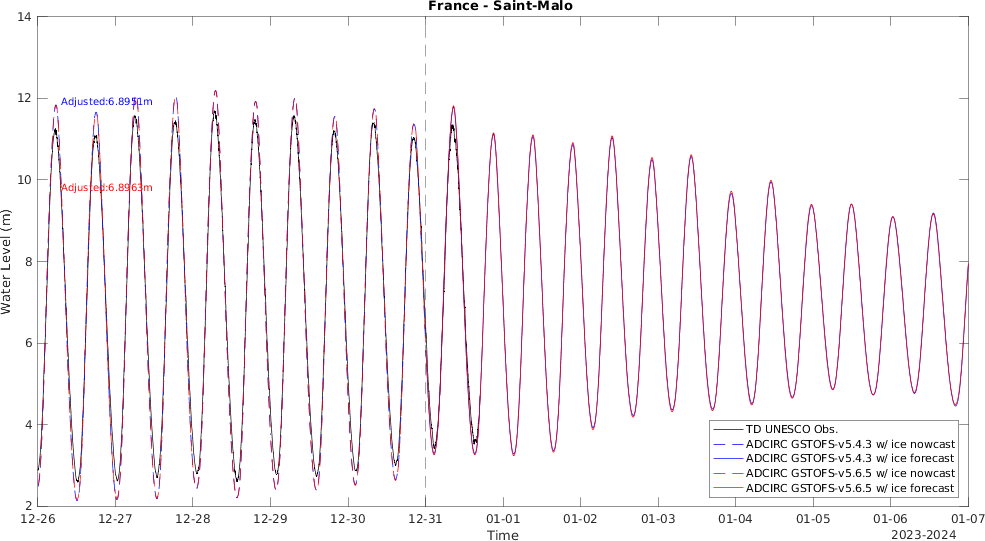 France - Saint-Malo
14
12
10
8
6
4
2
Water Level (m)
Adjusted:6.8951m
Adjusted:6.8963m
TD UNESCO Obs.
ADCIRC GSTOFS-v5.4.3 w/ ice nowcast
ADCIRC GSTOFS-v5.4.3 w/ ice forecast
ADCIRC GSTOFS-v5.6.5 w/ ice nowcast
ADCIRC GSTOFS-v5.6.5 w/ ice forecast
12-26 12-27 12-28 12-29 12-30 12-31 01-01 01-02 01-03 01-04 01-05 01-06 01-07
Time
2023-2024